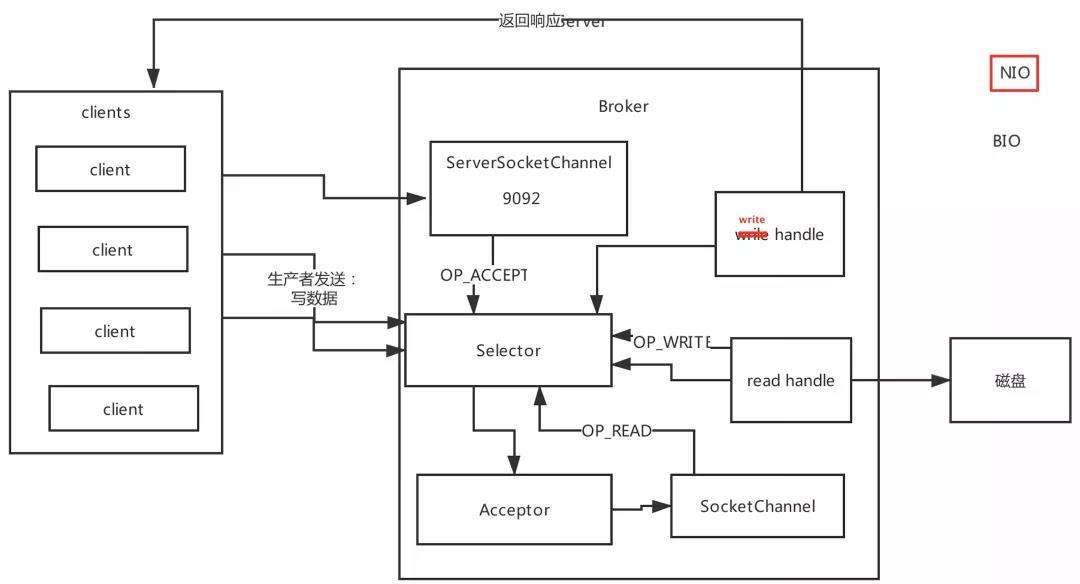 返回响应server
NIO
clients
Broker
BIO
client
ServerSocketChannel
9092
write
handle
client
生产者发送：
写数据
OP_ACCEPT
client
Selector
OP_WRITE
read handle
磁盘
client
OP_READ
Acceptor
SocketChannel